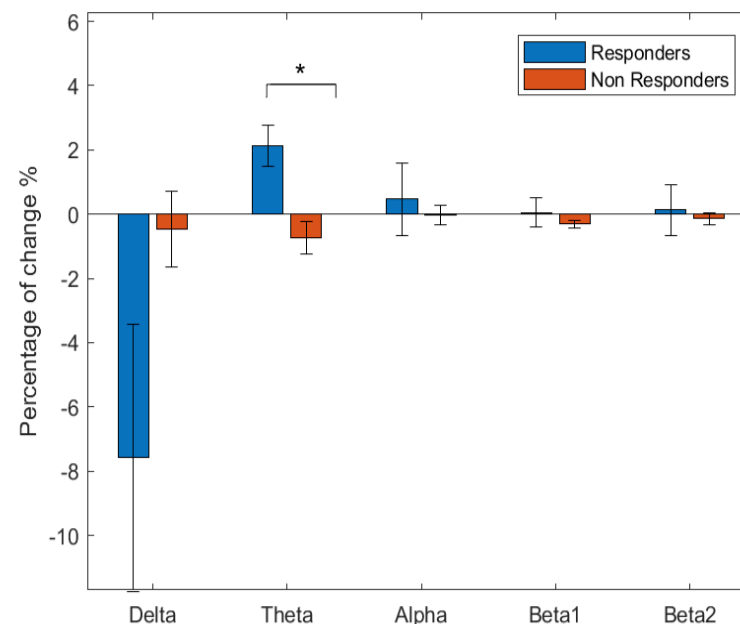 6
4
2
0
-2
-4
-6
-8
-10
Percentage of change %
*
Responders
Non Responders
Delta Theta Alpha Beta1 Beta2